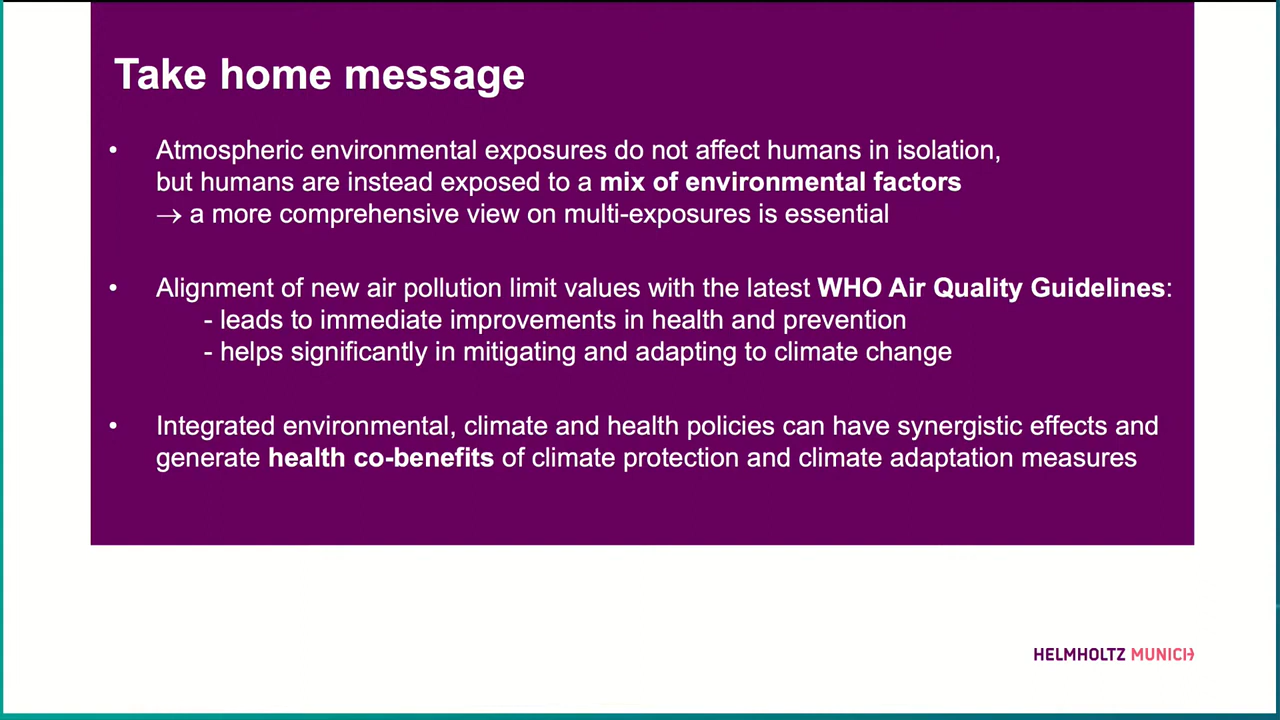 Take home message
• Atmospheric environmental exposures do not affect humans in isolation,
but humans are instead exposed to a mix of environmental factors
→ a more comprehensive view on multi-exposures is essential
• Alignment of new air pollution limit values with the latest WHO Air Quality Guidelines:
- leads to immediate improvements in health and prevention
- helps significantly in mitigating and adapting to climate change
• Integrated environmental, climate and health policies can have synergistic effects and
generate health co-benefits of climate protection and climate adaptation measures
HELMHOLTZ MUNICH